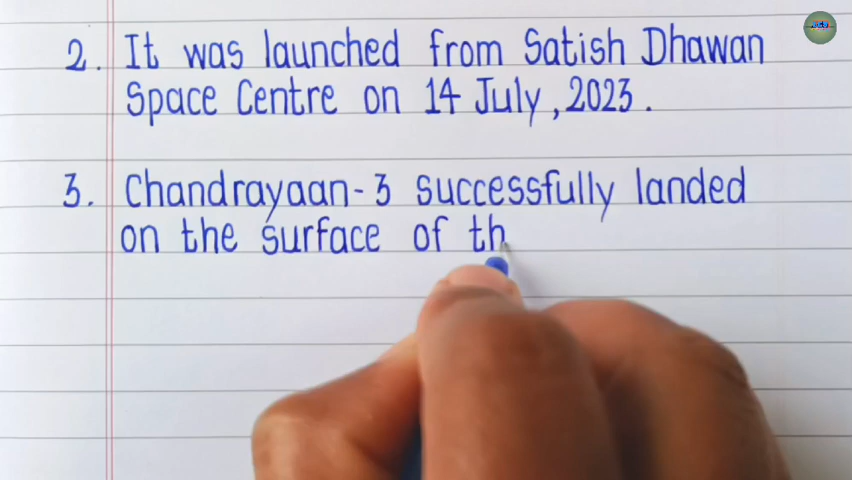 2. It was launched from Satish Dhawan
Space Centre on 14 July, 2023.
3. Chandrayaan-3 successfully landed
on the surface of th